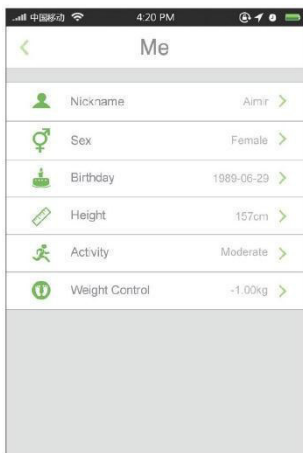 中国移动 4:20 PM
Me
Nickname Aimir
Sex Female
Birthday 1989-06-29
Height 157cm
Activity Moderate
Weight Control -1.00kg